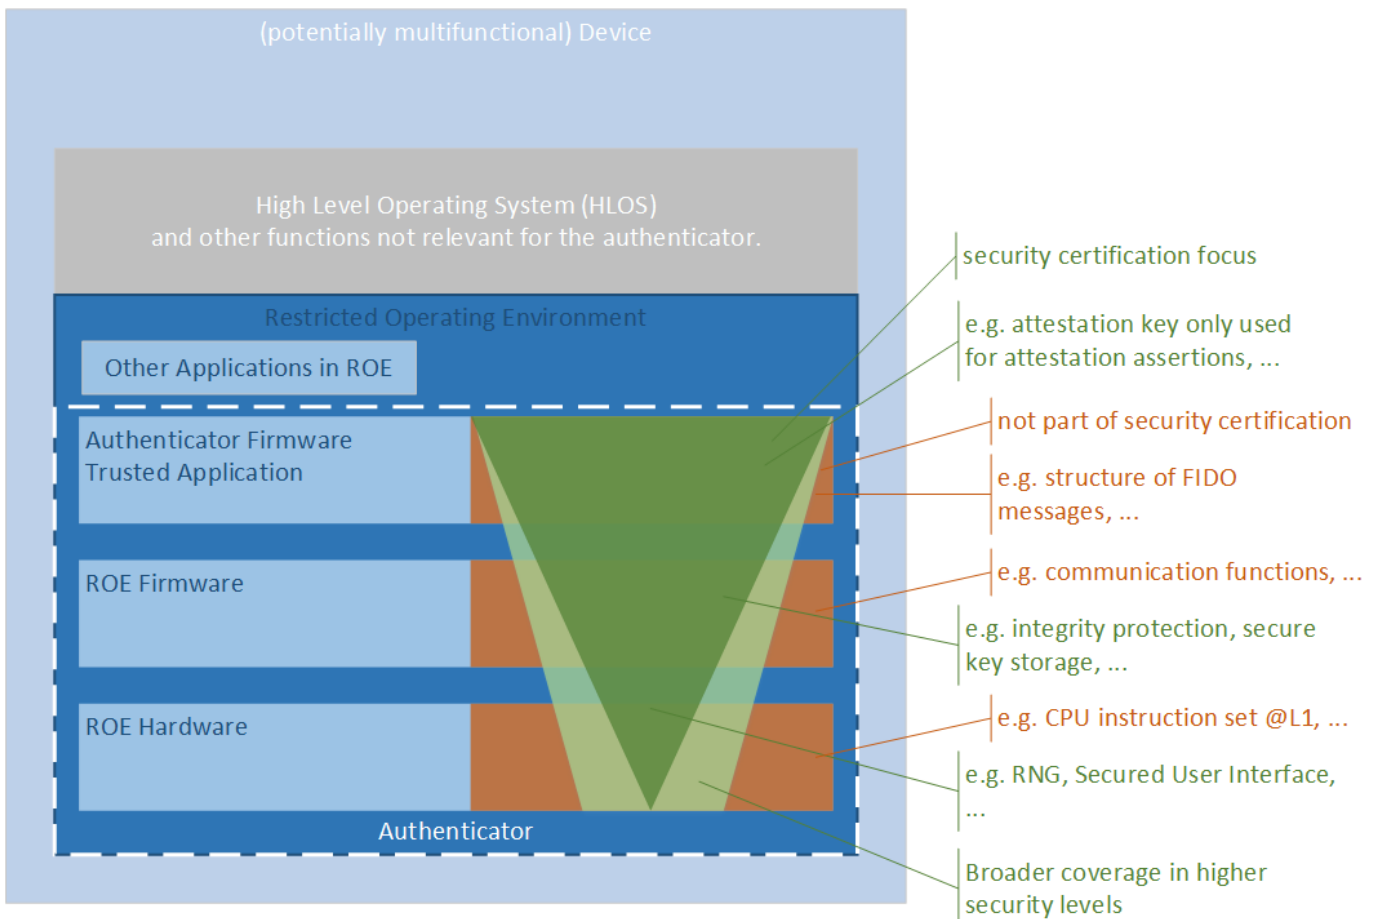 (potentially multifunctional) Device
High Level Operating System (HLOS)
and other functions not relevant for the authenticator.
Restricted Operating Environment
Other Applications in ROE
Authenticator Firmware
Trusted Application
ROE Firmware
ROE Hardware
Authenticator
security certification focus
e.g. attestation key only used
for attestation assertions, ...
not part of security certification
e.g. structure of FIDO
messages, ...
e.g. communication functions, ...
e.g. integrity protection, secure
key storage, ...
e.g. CPU instruction set @L1, ...
e.g. RNG, Secured User Interface,
...
Broader coverage in higher
security levels